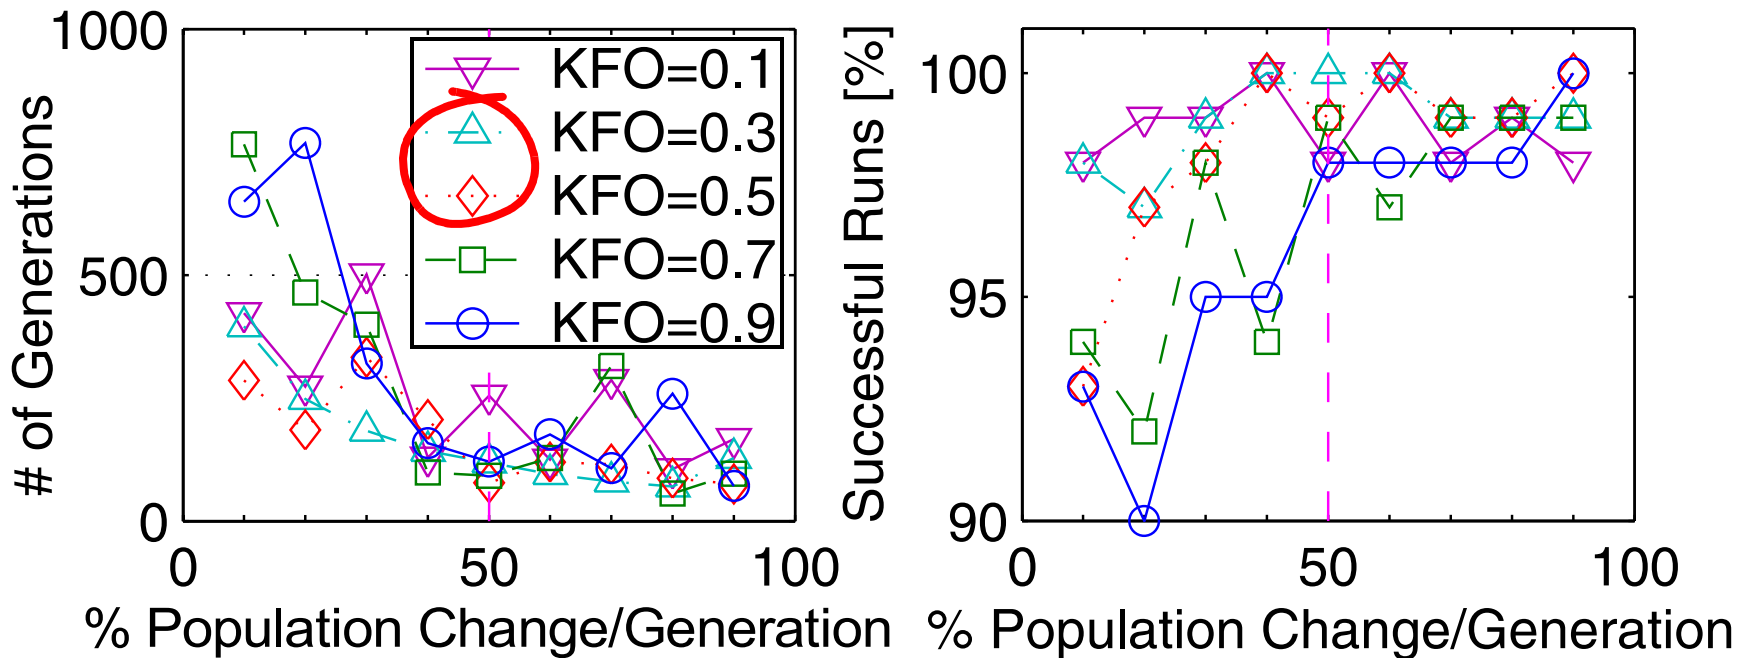 # of Generations
1000
500
0
0
50
100
% Population Change/Generation
KFO=0.1
KFO=0.3
KFO=0.5
KFO=0.7
KFO=0.9
Successful Runs [%]
100
95
90
0
50
100
% Population Change/Generation